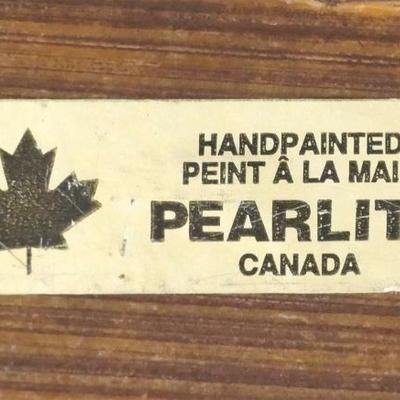 HANDPAINTED
PEINT Â LA MAI
PEARLIT
CANADA